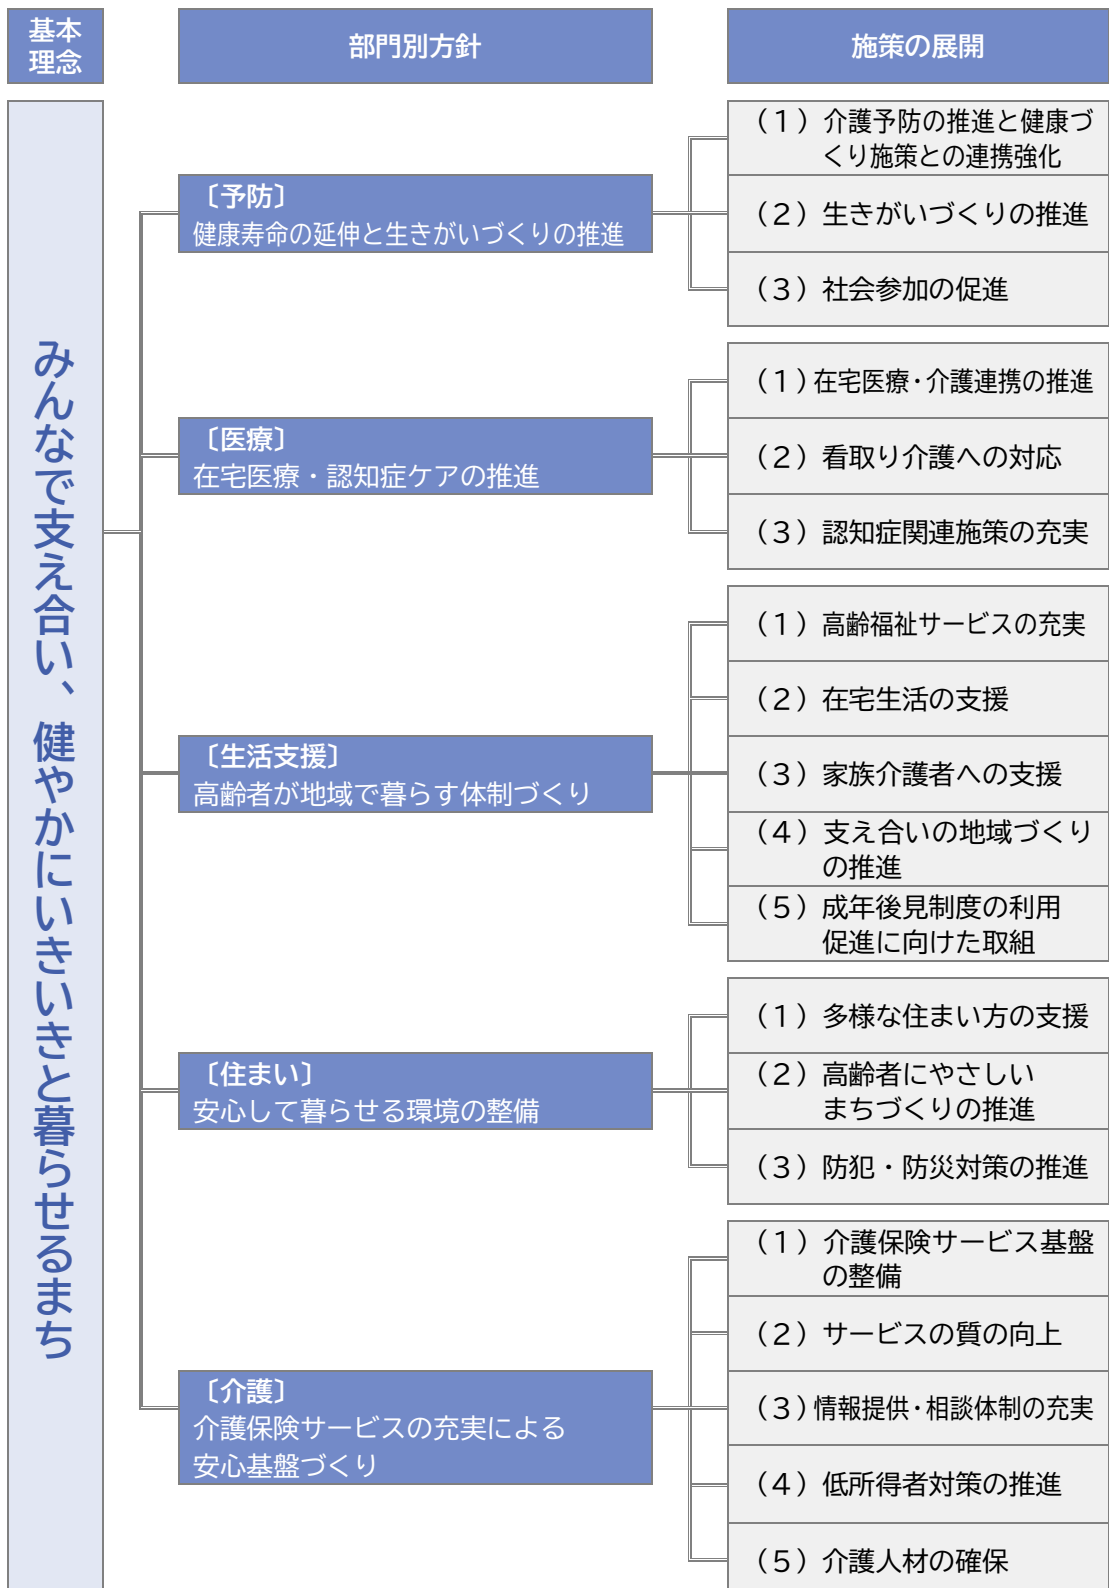 基本
理念
部門別方針
施策の展開
みんなで支え合い、健やかにいきいきと暮らせるまち
〔予防〕
健康寿命の延伸と生きがいづくりの推進
（１）介護予防の推進と健康づ
くり施策との連携強化
（２）生きがいづくりの推進
（３）社会参加の促進
〔医療〕
在宅医療・認知症ケアの推進
（１）在宅医療・介護連携の推進
（２）看取り介護への対応
（３）認知症関連施策の充実
〔生活支援〕
高齢者が地域で暮らす体制づくり
（１）高齢福祉サービスの充実
（２）在宅生活の支援
（３）家族介護者への支援
（４）支え合いの地域づくり
の推進
（５）成年後見制度の利用
促進に向けた取組
〔住まい〕
安心して暮らせる環境の整備
（１）多様な住まい方の支援
（２）高齢者にやさしい
まちづくりの推進
（３）防犯・防災対策の推進
〔介護〕
介護保険サービスの充実による
安心基盤づくり
（１）介護保険サービス基盤
の整備
（２）サービスの質の向上
（３）情報提供・相談体制の充実
（４）低所得者対策の推進
（５）介護人材の確保